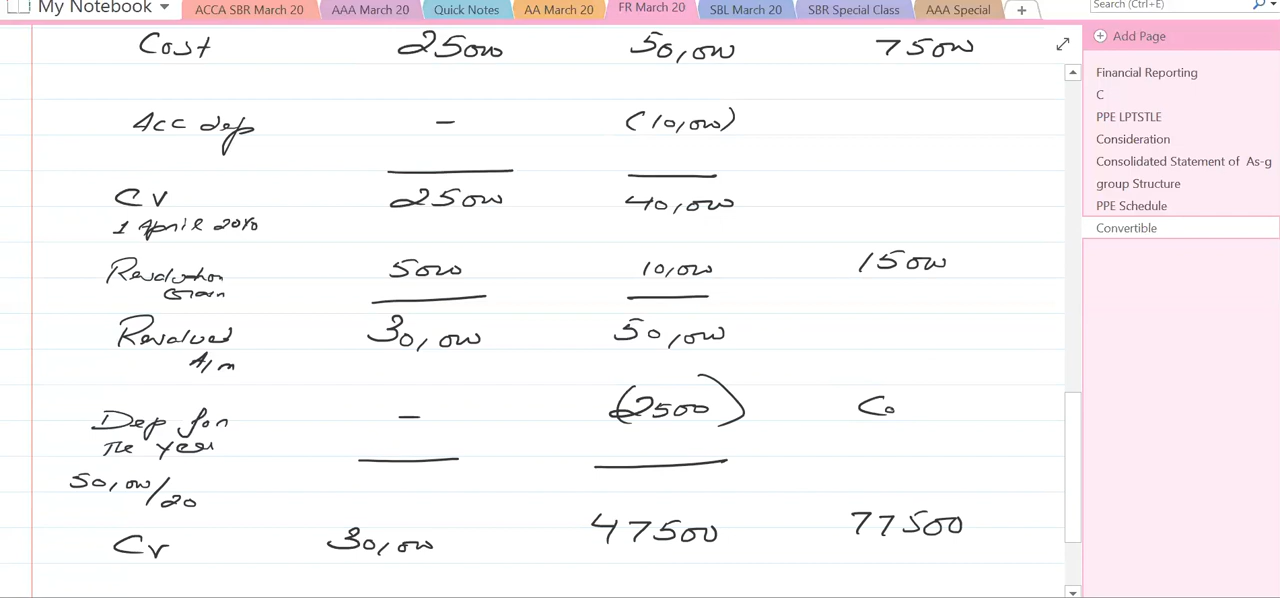 My Notebook
ACCA SBR March 20
AAA March 20
Quick Notes
AA March 20
FR March 20
SBL March 20
SBR Special Class
AAA Special
Search (Ctrl+E)
Add Page
Financial Reporting
C
PPE LPTSTLE
Consideration
Consolidated Statement of As-g
group Structure
PPE Schedule
Convertible
Cost 25000 50,000 75000
Acc dep - (10,000)
CV 25000 40,000
1 April 2010
Revaluation 5000 10,000 15000
Gain
Revalued 30,000 50,000
A/m
Dep for - (2500) Co
The year
50,000/20
CV 30,000 47500 77500